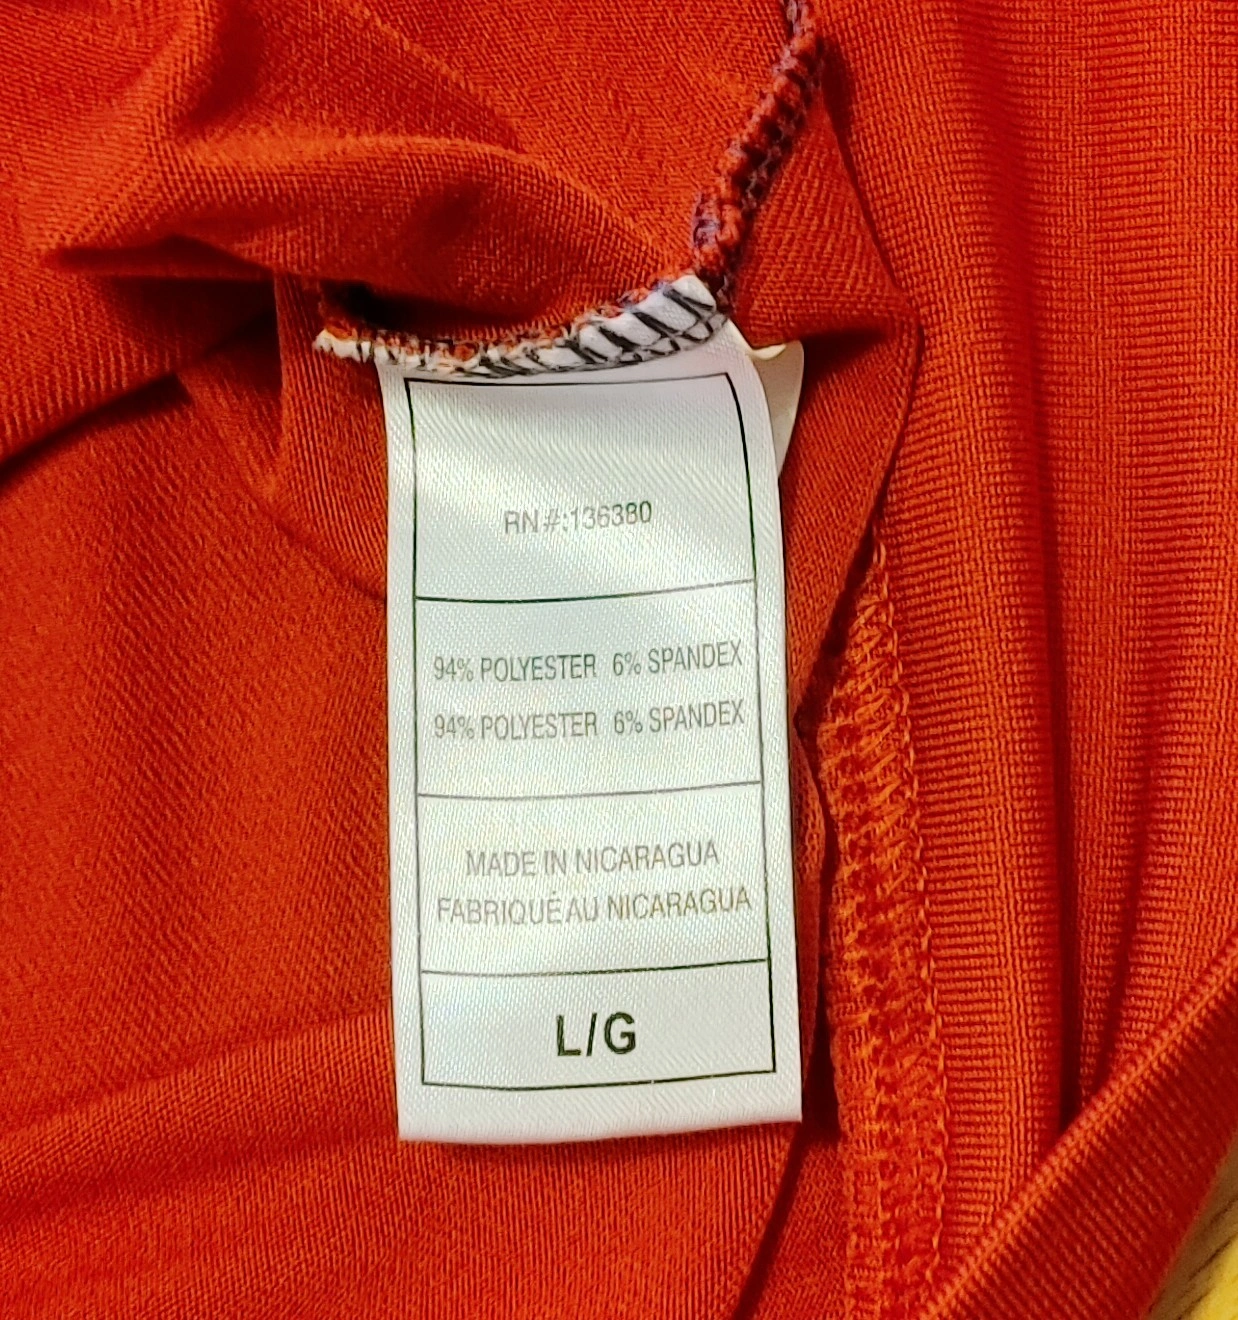 RN#:136380
94% POLYESTER 6% SPANDEX
94% POLYESTER 6% SPANDEX
MADE IN NICARAGUA
FABRIQUÉ AU NICARAGUA
L/G